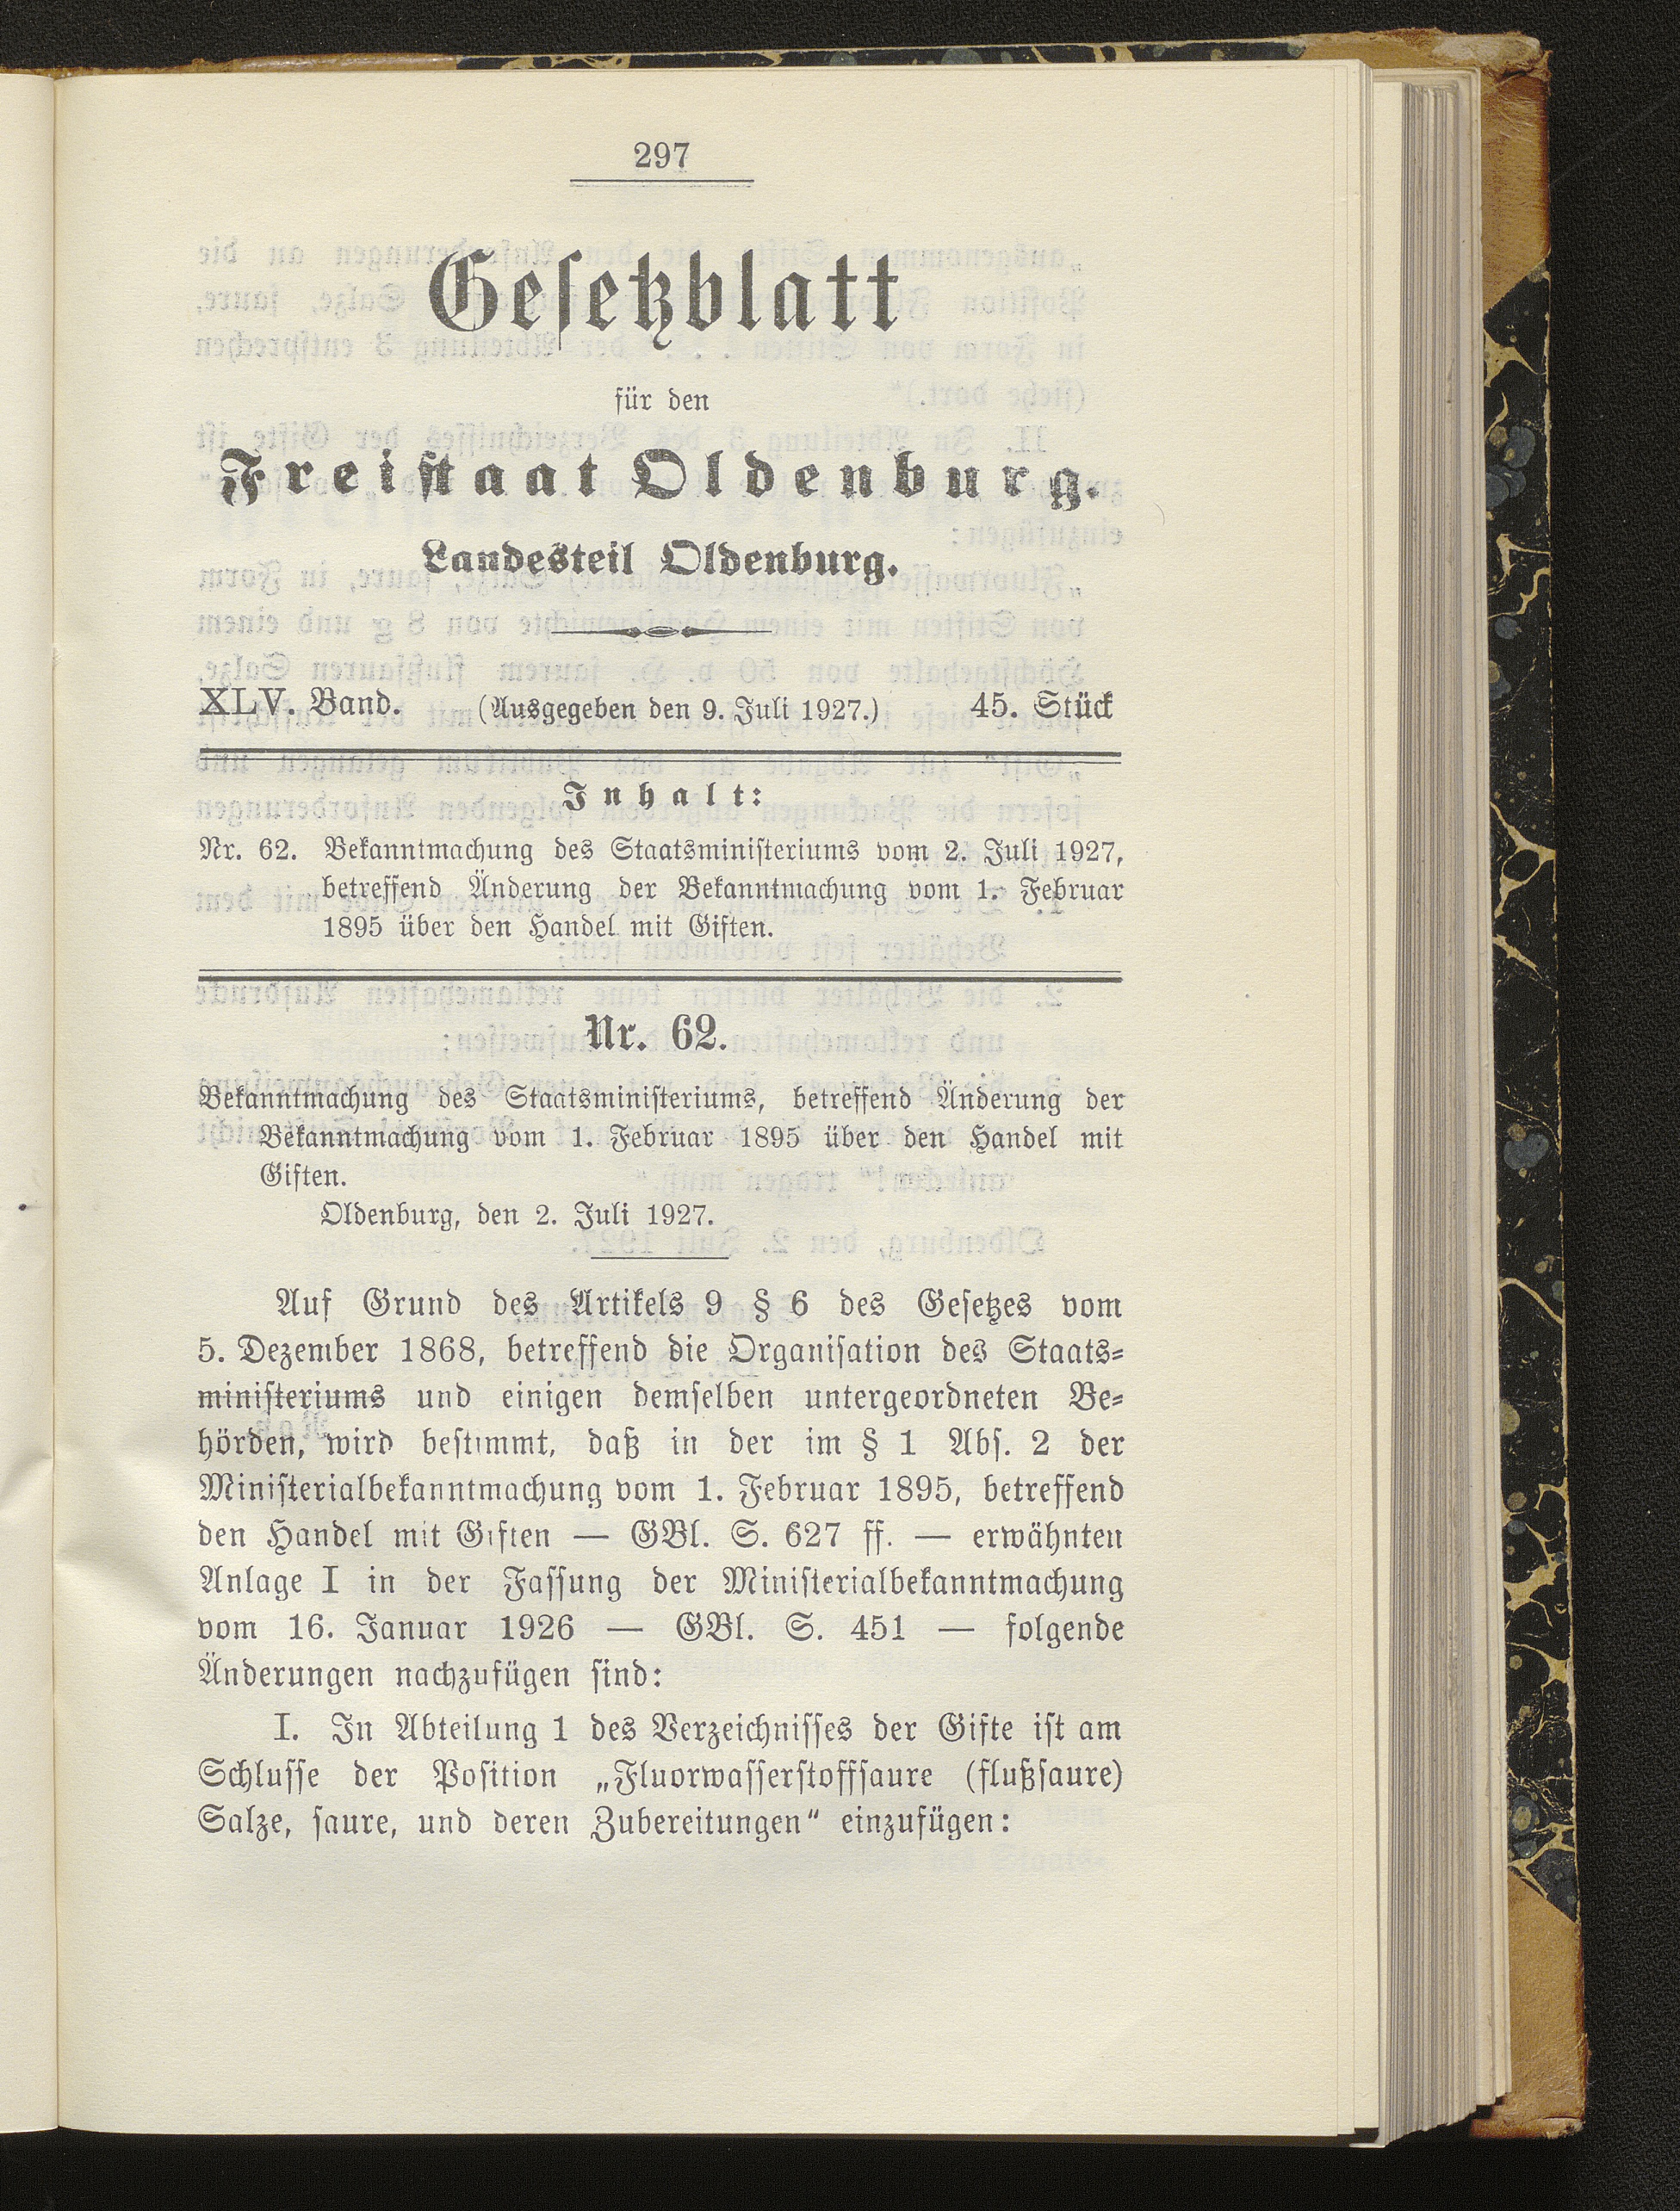 297
Gesetzblatt
für den
Freistaat Oldenburg.
Landesteil Oldenburg.
XLV. Band. (Ausgegeben den 9. Juli 1927.) 45. Stück
Inhalt:
Nr. 62. Bekanntmachung des Staatsministeriums vom 2. Juli 1927,
betreffend Änderung der Bekanntmachung vom 1. Februar
1895 über den Handel mit Giften.
Nr. 62.
Bekanntmachung des Staatsministeriums, betreffend Änderung der
Bekanntmachung vom 1. Februar 1895 über den Handel mit
Giften.
Oldenburg, den 2. Juli 1927.
Auf Grund des Artikels 9 § 6 des Gesetzes vom
5. Dezember 1868, betreffend die Organisation des Staats-
ministeriums und einigen demselben untergeordneten Be-
hörden, wird bestimmt, daß in der im § 1 Abs. 2 der
Ministerialbekanntmachung vom 1. Februar 1895, betreffend
den Handel mit Giften — GBl. S. 627 ff. — erwähnten
Anlage I in der Fassung der Ministerialbekanntmachung
vom 16. Januar 1926 — GBl. S. 451 — folgende
Änderungen nachzufügen sind:
I. In Abteilung 1 des Verzeichnisses der Gifte ist am
Schlusse der Position „Fluorwasserstoffsaure (flußsaure)
Salze, saure, und deren Zubereitungen“ einzufügen: